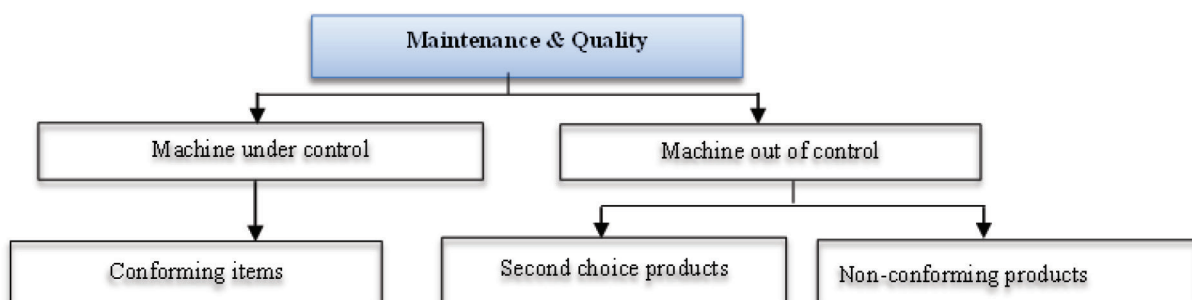 Maintenance & Quality
Machine under control
Machine out of control
Conforming items
Second choice products
Non-conforming products